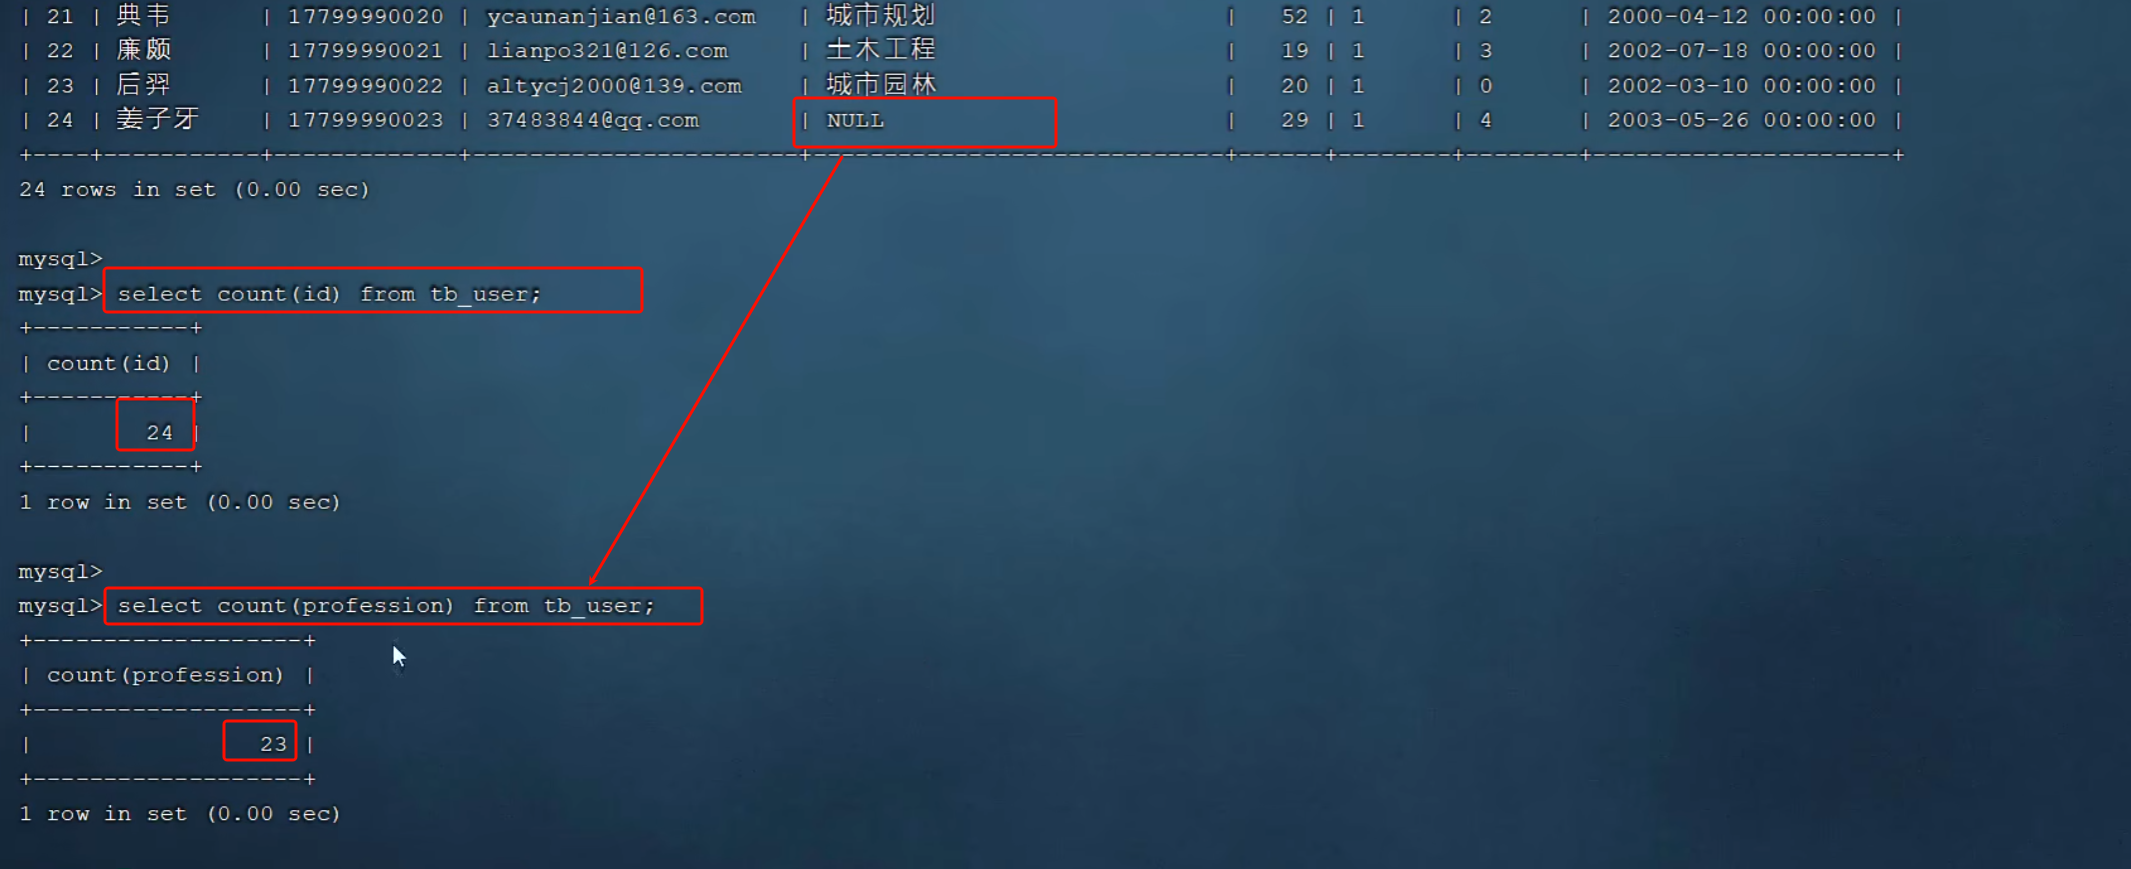 | 21 | 典韦 | 17799990020 | ycaunanjian@163.com | 城市规划 | 52 | 1 | 2 | 2000-04-12 00:00:00 |
| 22 | 廉颇 | 17799990021 | lianpo321@126.com | 土木工程 | 19 | 1 | 3 | 2002-07-18 00:00:00 |
| 23 | 后羿 | 17799990022 | altycj2000@139.com | 城市园林 | 20 | 1 | 0 | 2002-03-10 00:00:00 |
| 24 | 姜子牙 | 17799990023 | 37483844@qq.com | NULL | 29 | 1 | 4 | 2003-05-26 00:00:00 |
+----+-----------+-------------+-----------------------+-----------------------------+------+--------+--------+---------------------+
24 rows in set (0.00 sec)
mysql>
mysql> select count(id) from tb_user;
+-----------+
| count(id) |
+-----------+
| 24 |
+-----------+
1 row in set (0.00 sec)
mysql>
mysql> select count(profession) from tb_user;
+-------------------+
| count(profession) |
+-------------------+
| 23 |
+-------------------+
1 row in set (0.00 sec)